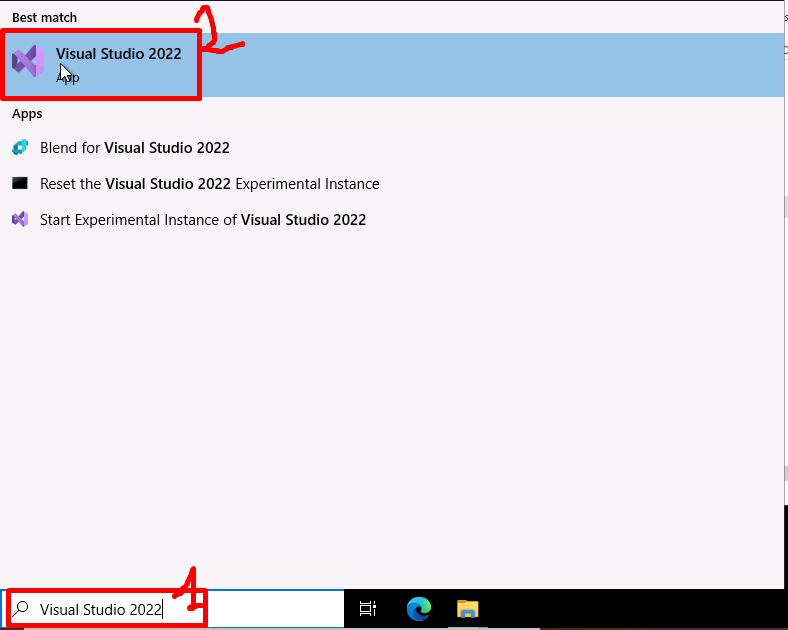 Best match
2
Visual Studio 2022
App
Apps
Blend for Visual Studio 2022
Reset the Visual Studio 2022 Experimental Instance
Start Experimental Instance of Visual Studio 2022
1
Visual Studio 2022